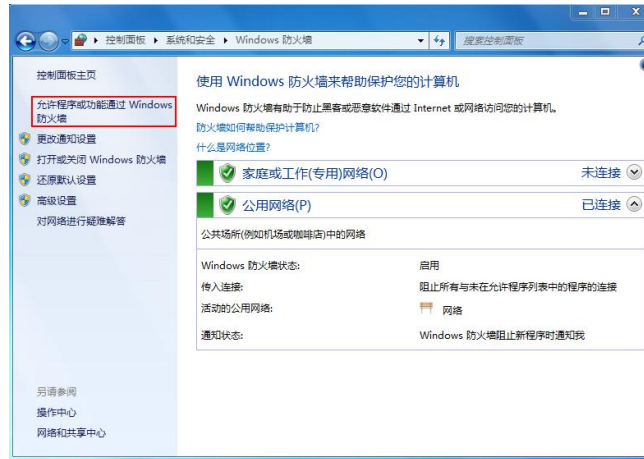 控制面板 系统和安全 Windows 防火墙 搜索控制面板
控制面板主页
允许程序或功能通过 Windows
防火墙
更改通知设置
打开或关闭 Windows 防火墙
还原默认设置
高级设置
对网络进行疑难解答
另请参阅
操作中心
网络和共享中心
使用 Windows 防火墙来帮助保护您的计算机
Windows 防火墙有助于防止黑客或恶意软件通过 Internet 或网络访问您的计算机。
防火墙如何帮助保护计算机?
什么是网络位置?
家庭或工作(专用)网络(O) 未连接
公用网络(P) 已连接
公共场所(例如机场或咖啡店)中的网络
Windows 防火墙状态: 启用
传入连接: 阻止所有与未在允许程序列表中的程序的连接
活动的公用网络: 网络
通知状态: Windows 防火墙阻止新程序时通知我